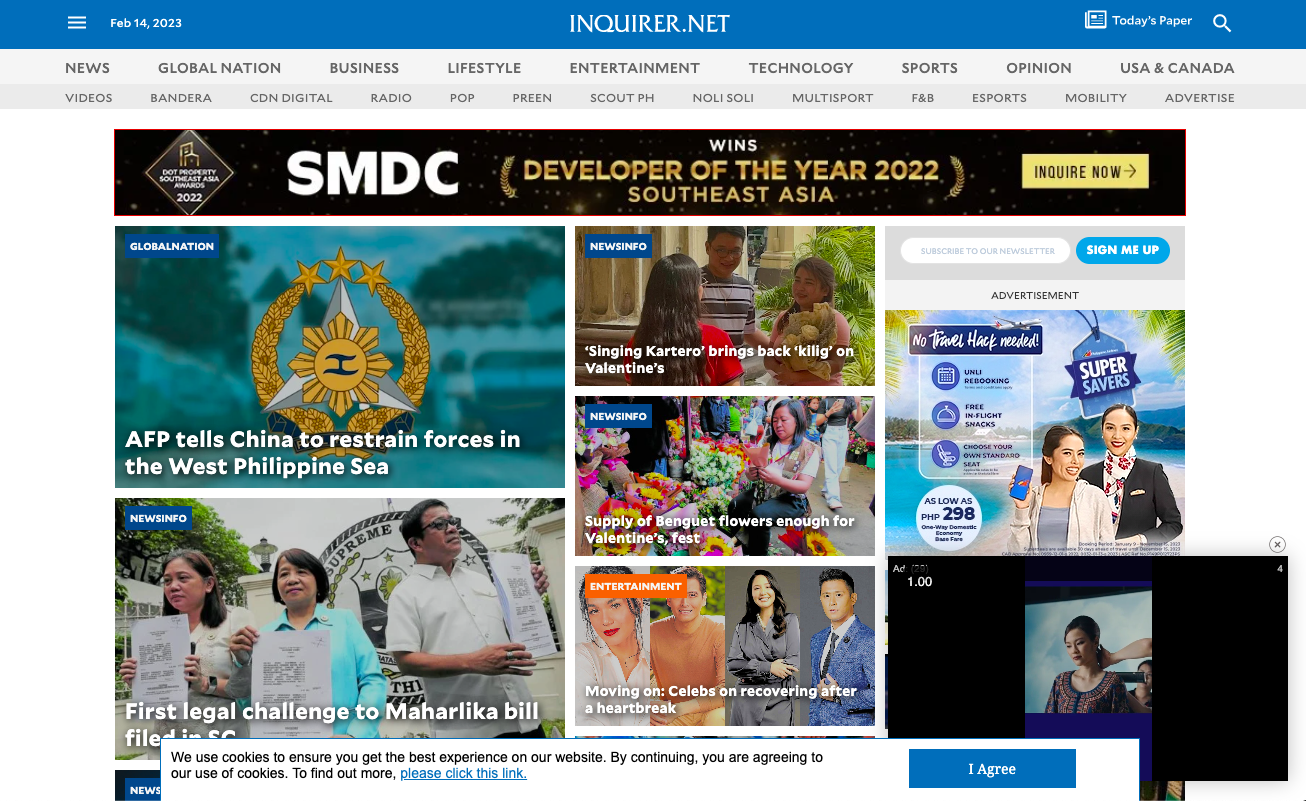 Feb 14, 2023
INQUIRER.NET
Today's Paper
NEWS
GLOBAL NATION
BUSINESS
LIFESTYLE
ENTERTAINMENT
TECHNOLOGY
SPORTS
OPINION
USA & CANADA
VIDEOS
BANDERA
CDN DIGITAL
RADIO
POP
PREEN
SCOUT PH
NOLI SOLI
MULTISPORT
F&B
ESPORTS
MOBILITY
ADVERTISE
DOT PROPERTY
SOUTHEAST ASIA
AWARDS
2022
SMDC
WINS
DEVELOPER OF THE YEAR 2022
SOUTHEAST ASIA
INQUIRE NOW
GLOBALNATION
AFP tells China to restrain forces in
the West Philippine Sea
NEWSINFO
First legal challenge to Maharlika bill
filed in SC
NEWS
NEWSINFO
'Singing Kartero' brings back 'kilig' on
Valentine's
NEWSINFO
Supply of Benguet flowers enough for
Valentine's, fest
ENTERTAINMENT
Moving on: Celebs on recovering after
a heartbreak
SUBSCRIBE TO OUR NEWSLETTER
SIGN ME UP
ADVERTISEMENT
No Travel Hack needed!
SUPER
SAVERS
UNLI
REBOOKING
FREE
IN-FLIGHT
SNACKS
CHOOSE YOUR
OWN STANDARD
SEAT
AS LOW AS
PHP 298
One-Way Domestic
Economy
Base Fare
Ad: (29)
1.00
4
We use cookies to ensure you get the best experience on our website. By continuing, you are agreeing to
our use of cookies. To find out more, please click this link.
I Agree